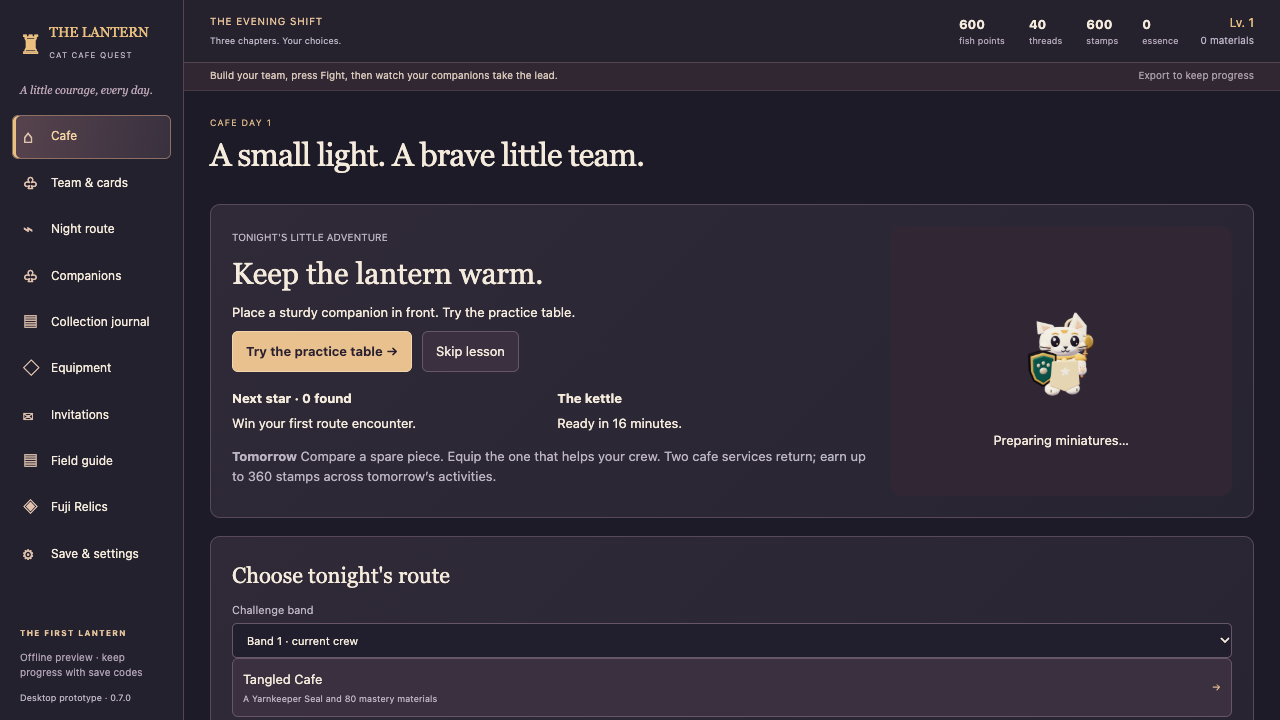 THE LANTERN
CAT CAFE QUEST
A little courage, every day.
Cafe
Team & cards
Night route
Companions
Collection journal
Equipment
Invitations
Field guide
Fuji Relics
Save & settings
THE FIRST LANTERN
Offline preview · keep
progress with save codes
Desktop prototype · 0.7.0
THE EVENING SHIFT
Three chapters. Your choices.
600
fish points
40
threads
600
stamps
0
essence
Lv. 1
0 materials
Build your team, press Fight, then watch your companions take the lead.
Export to keep progress
CAFE DAY 1
A small light. A brave little team.
TONIGHT'S LITTLE ADVENTURE
Keep the lantern warm.
Place a sturdy companion in front. Try the practice table.
Try the practice table →
Skip lesson
Next star · 0 found
Win your first route encounter.
The kettle
Ready in 16 minutes.
Tomorrow Compare a spare piece. Equip the one that helps your crew. Two cafe services return; earn up
to 360 stamps across tomorrow’s activities.
Preparing miniatures…
Choose tonight's route
Challenge band
Band 1 · current crew
Tangled Cafe
A Yarnkeeper Seal and 80 mastery materials
→